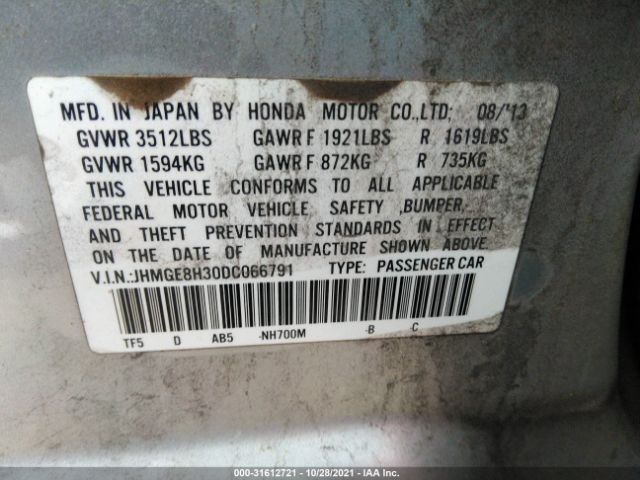 MFD. IN JAPAN BY HONDA MOTOR CO.,LTD; 08/'13
GVWR 3512LBS GAWR F 1921LBS R 1619LBS
GVWR 1594KG GAWR F 872KG R 735KG
THIS VEHICLE CONFORMS TO ALL APPLICABLE
FEDERAL MOTOR VEHICLE SAFETY ,BUMPER,
AND THEFT PREVENTION STANDARDS IN EFFECT
ON THE DATE OF MANUFACTURE SHOWN ABOVE.
V.I.N.:JHMGE8H30DC066791 TYPE: PASSENGER CAR
TF5 D AB5 -NH700M -B -C
000-31612721 | 10/28/2021 - IAA Inc.